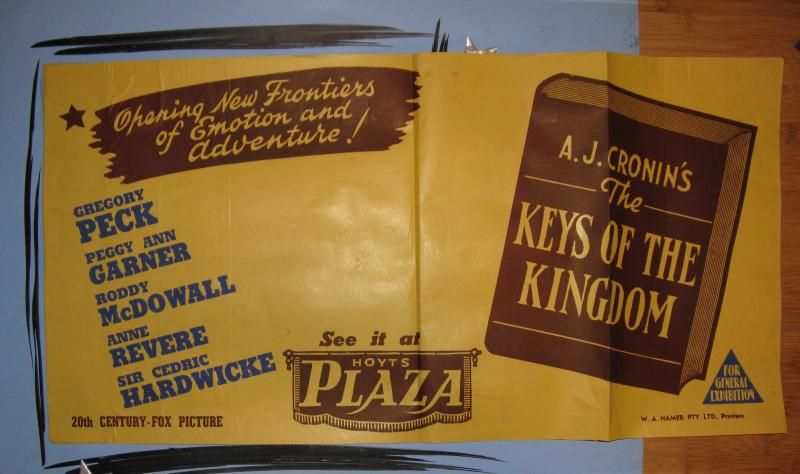 Opening New Frontiers
of Emotion and
Adventure!
GREGORY
PECK
PEGGY ANN
GARNER
RODDY
McDOWALL
ANNE
REVERE
SIR CEDRIC
HARDWICKE
20th CENTURY-FOX PICTURE
See it at
HOYTS
PLAZA
A.J. CRONIN'S
The
KEYS OF THE
KINGDOM
FOR
GENERAL
EXHIBITION
W. A. HAMER PTY. LTD., Printers